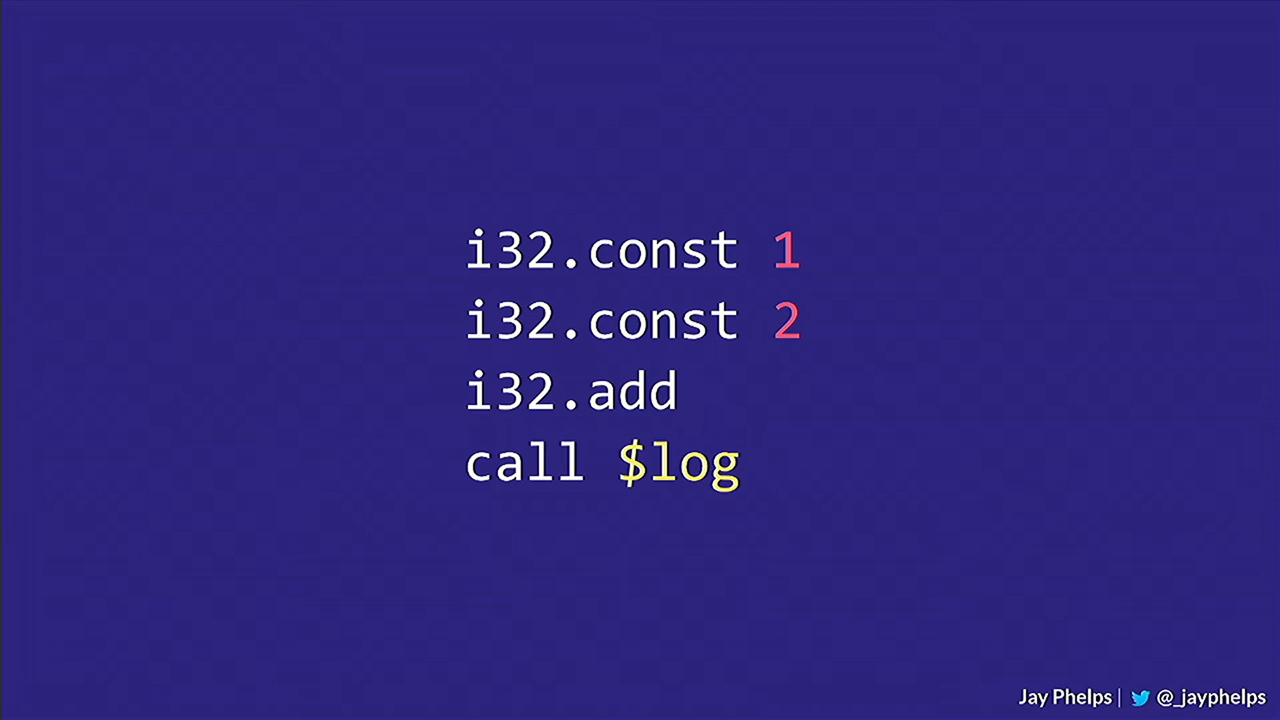 i32.const 1
i32.const 2
i32.add
call $log
Jay Phelps | @_jayphelps